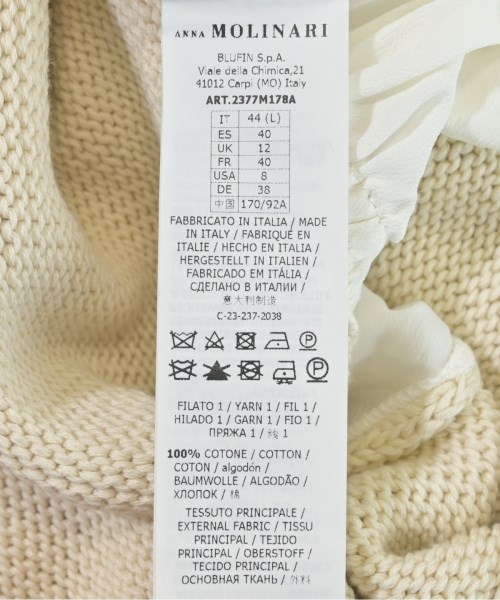 ANNA MOLINARI
BLUFIN S.p.A.
Viale della Chimica,21
41012 Carpi (MO) Italy
ART.2377M178A
IT 44 (L)
ES 40
UK 12
FR 40
USA 8
DE 38
中国 170/92A
FABBRICATO IN ITALIA / MADE
IN ITALY / FABRIQUÉ EN
ITALIE / HECHO EN ITALIA /
HERGESTELLT IN ITALIEN /
FABRICADO EM ITÁLIA /
СДЕЛАНО В ИТАЛИИ /
意大利制造
C-23-237-2038
P
P
FILATO 1 / YARN 1 / FIL 1 /
HILADO 1 / GARN 1 / FIO 1 /
ПРЯЖА 1 / 1
100% COTONE / COTTON /
COTON / algodón /
BAUMWOLLE / ALGODÃO /
ХЛОПОК / 棉
TESSUTO PRINCIPALE /
EXTERNAL FABRIC / TISSU
PRINCIPAL / TEJIDO
PRINCIPAL / OBERSTOFF /
TECIDO PRINCIPAL /
ОСНОВНАЯ ТКАНЬ / 外料